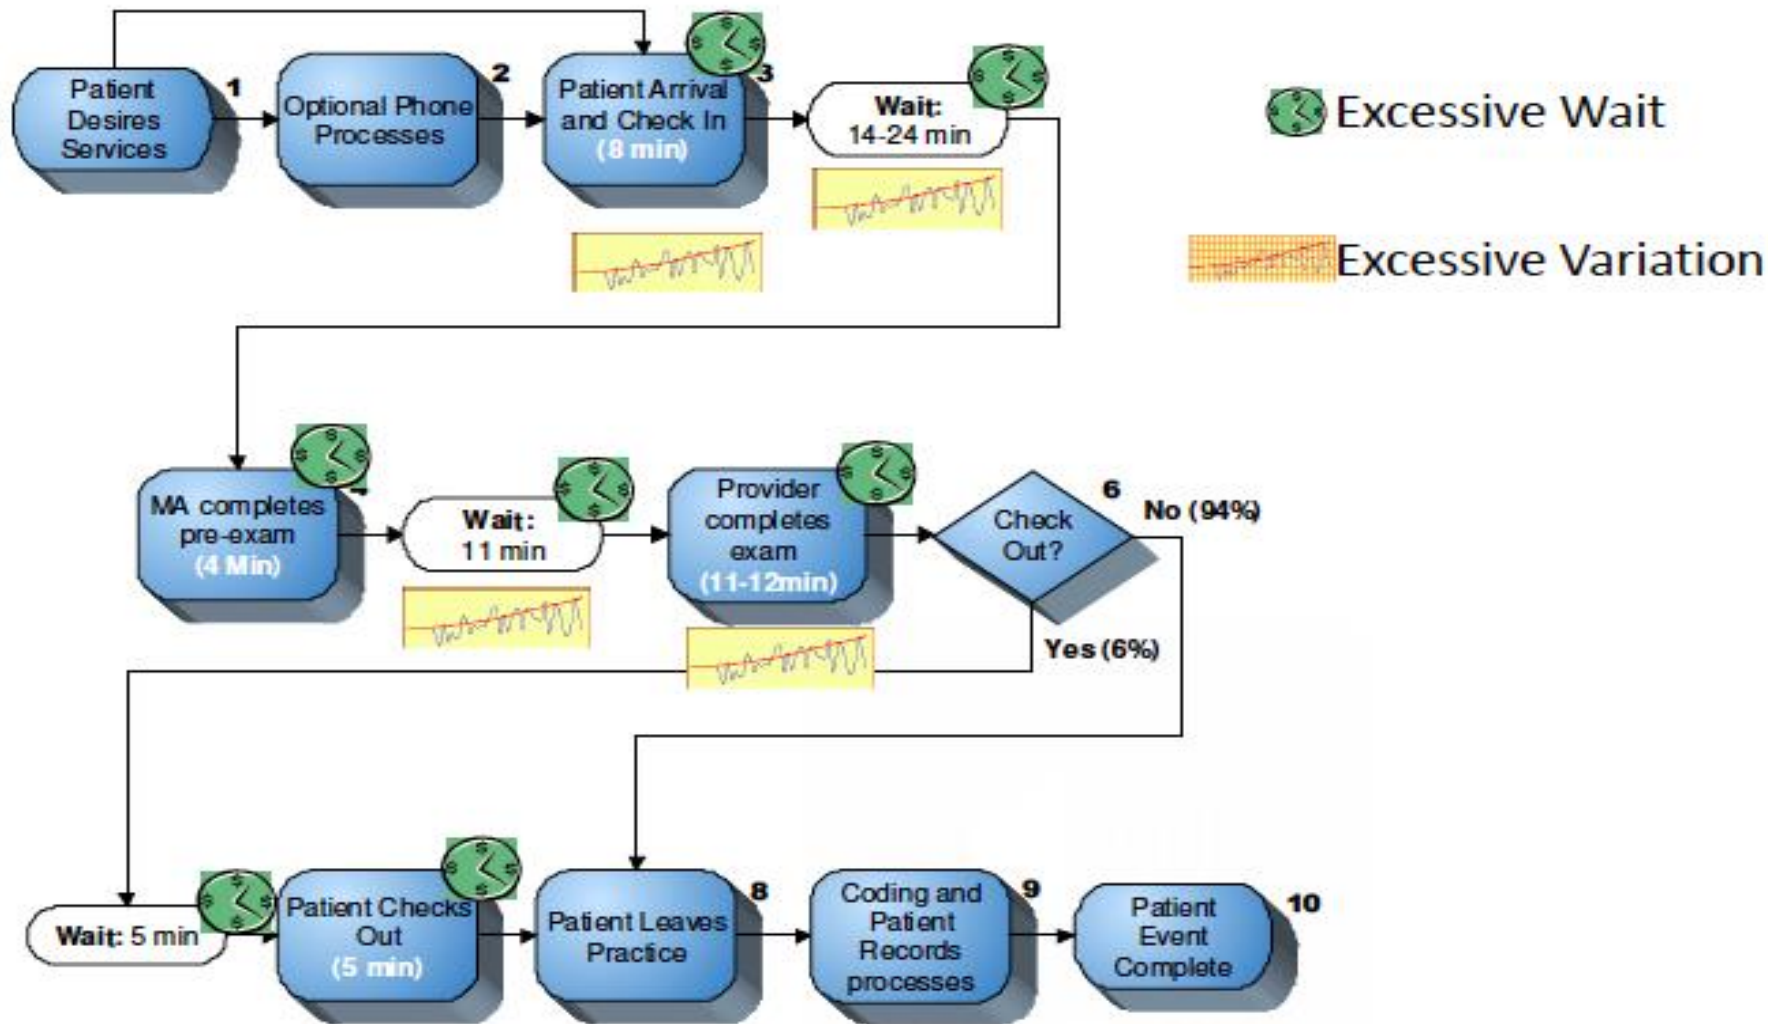 Patient
Desires
Services
1
Optional Phone
Processes
2
Patient Arrival
and Check In
(8 min)
3
Wait:
14-24 min
Excessive Wait
Excessive Variation
MA completes
pre-exam
(4 Min)
Wait:
11 min
Provider
completes
exam
(11-12min)
Check
Out?
6
No (94%)
Yes (6%)
Wait: 5 min
Patient Checks
Out
(5 min)
Patient Leaves
Practice
8
Coding and
Patient
Records
processes
9
Patient
Event
Complete
10